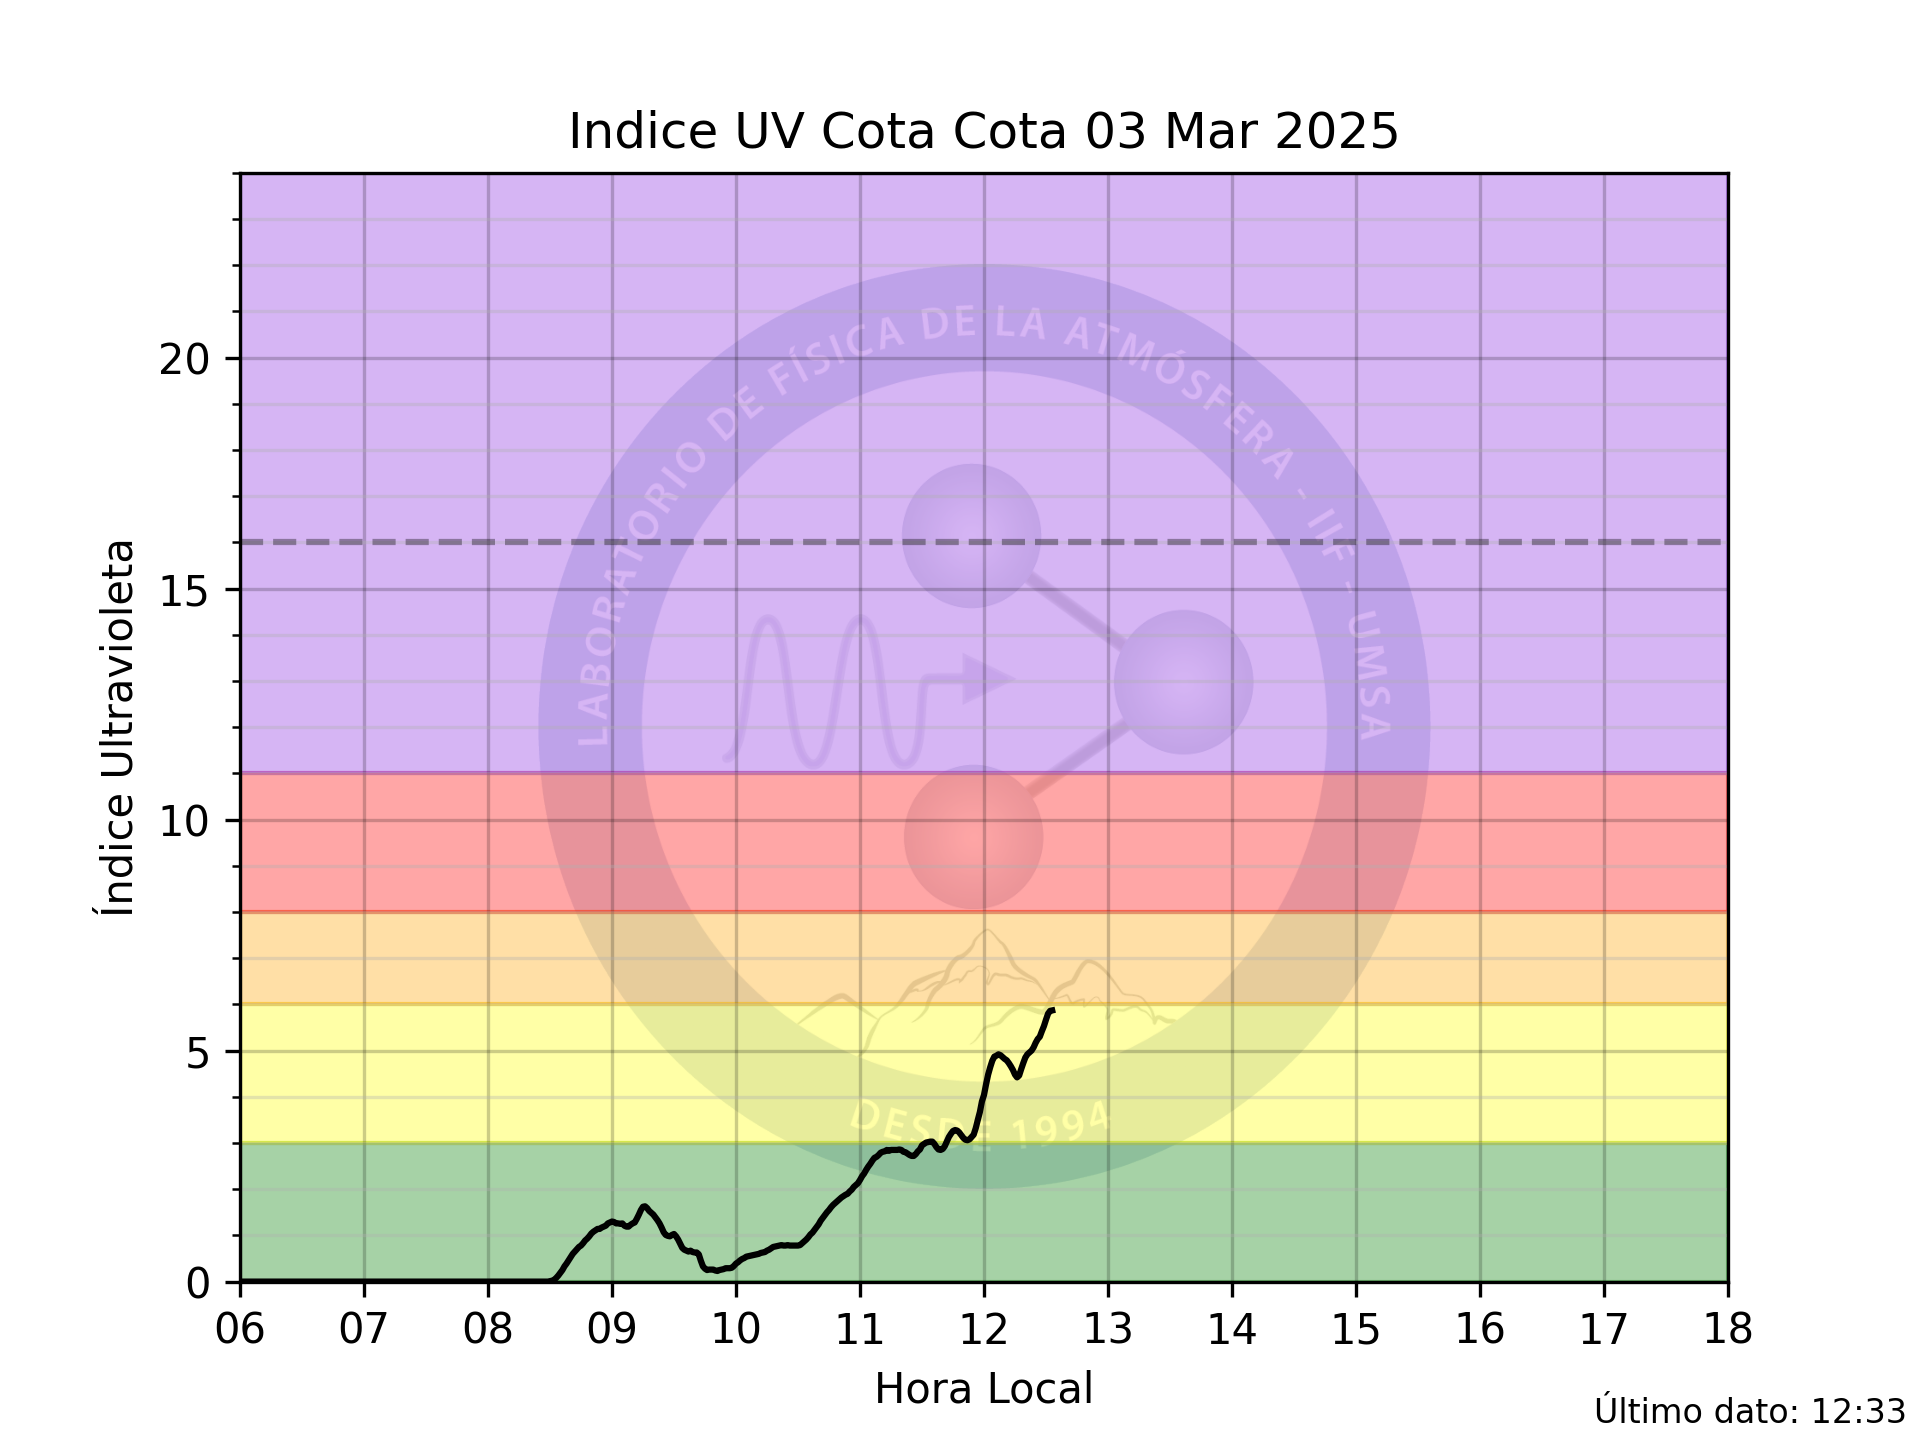 Indice UV Cota Cota 03 Mar 2025
Índice Ultravioleta
20
15
10
5
0
LABORATORIO DE FÍSICA DE LA ATMÓSFERA - IIF - UMSA
DESDE 1994
06 07 08 09 10 11 12 13 14 15 16 17 18
Hora Local
Último dato: 12:33